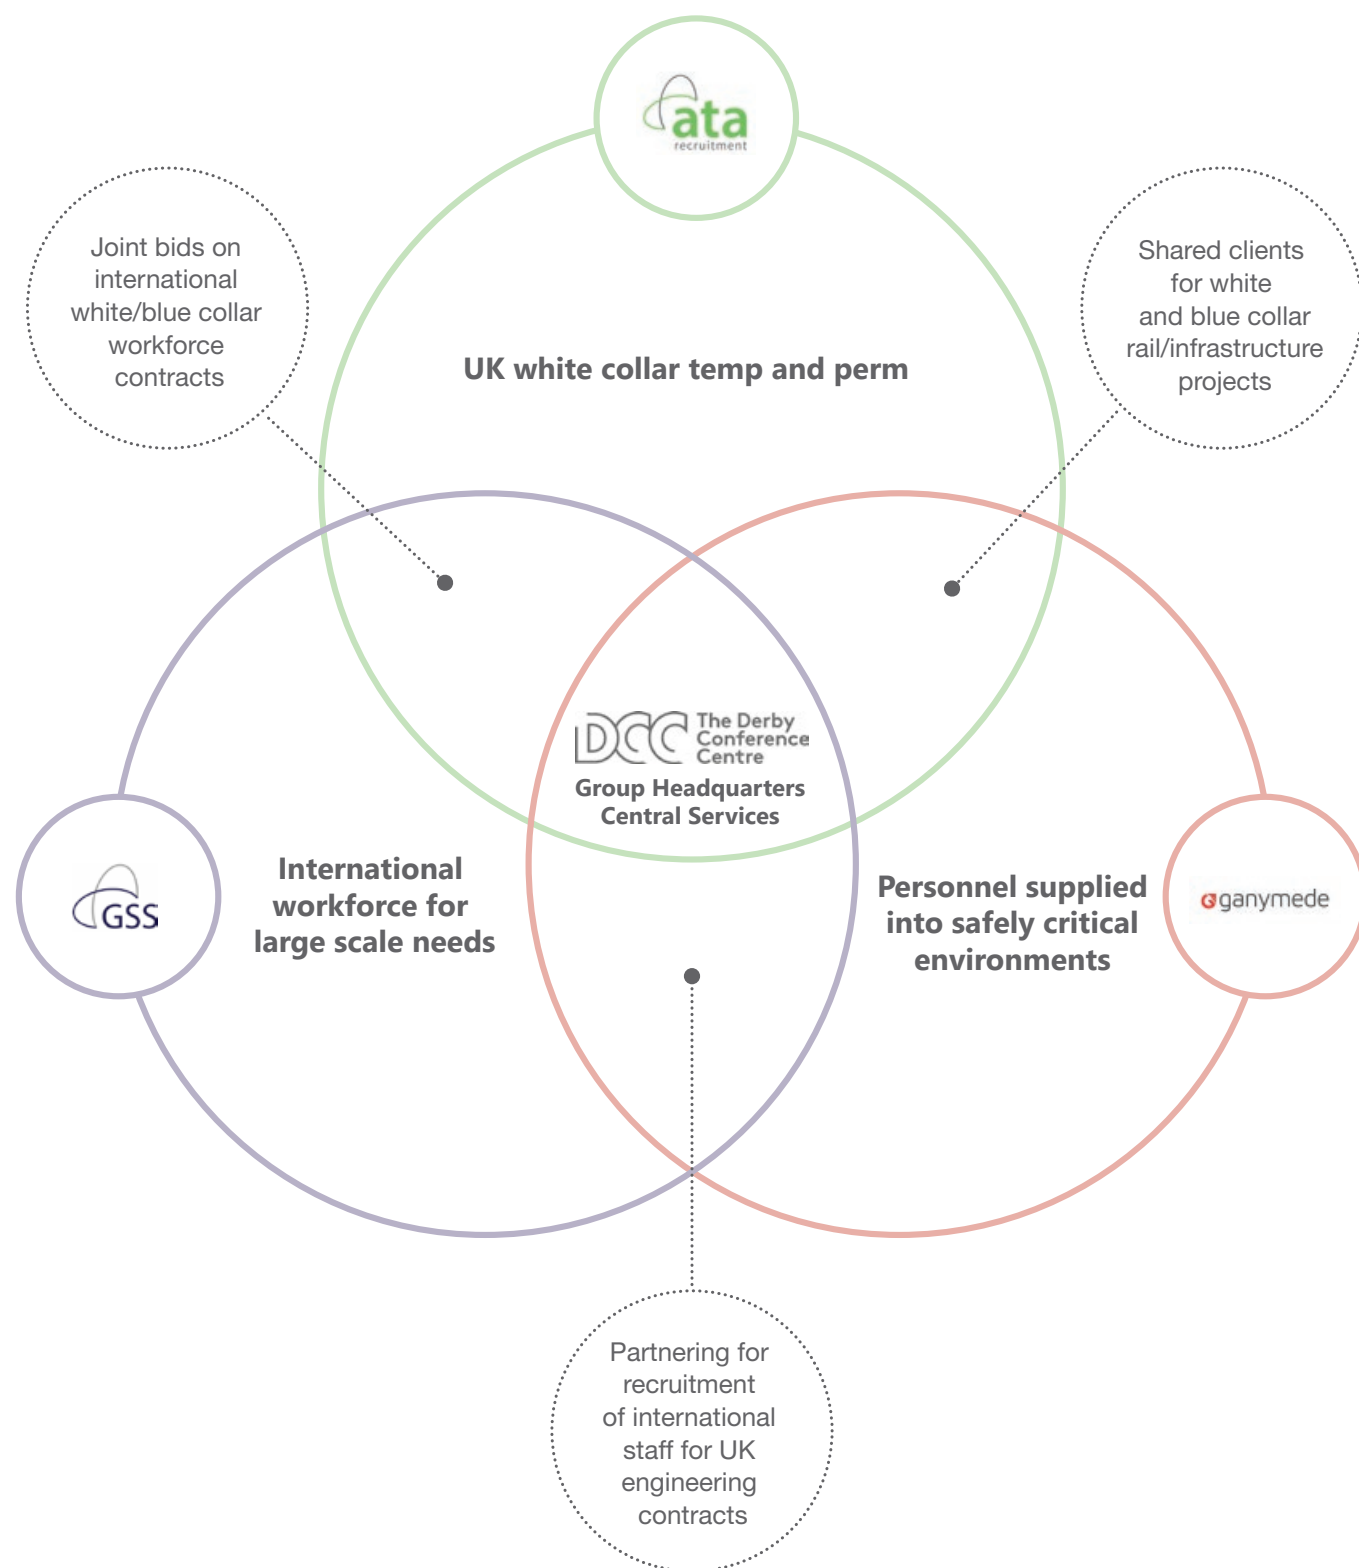 ata
recruitment
Joint bids on
international
white/blue collar
workforce
contracts
Shared clients
for white
and blue collar
rail/infrastructure
projects
UK white collar temp and perm
DCC The Derby
Conference
Centre
Group Headquarters
Central Services
GSS
International
workforce for
large scale needs
Personnel supplied
into safely critical
environments
ganymede
Partnering for
recruitment
of international
staff for UK
engineering
contracts